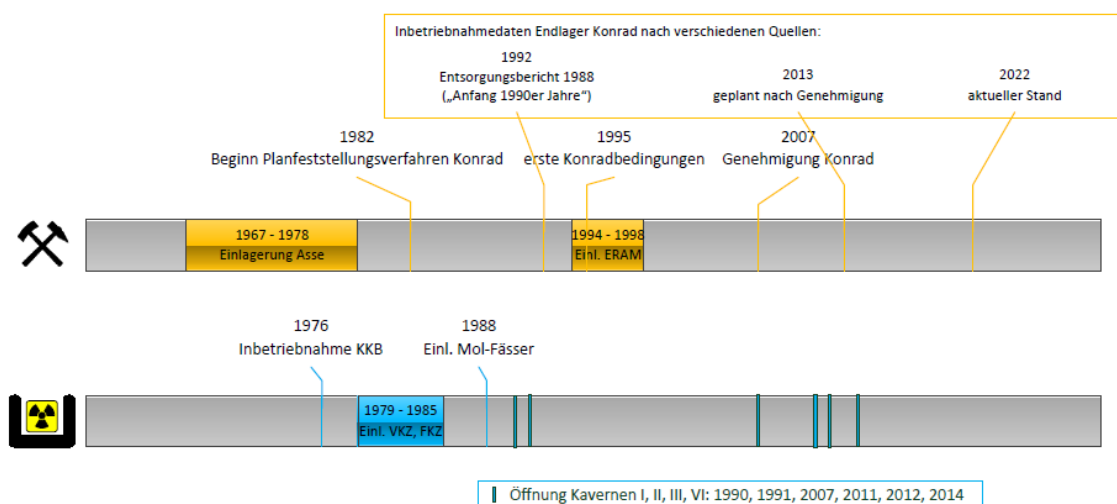 Inbetriebnahmedaten Endlager Konrad nach verschiedenen Quellen:
1992
Entsorgungsbericht 1988
(„Anfang 1990er Jahre“)
2013
geplant nach Genehmigung
2022
aktueller Stand
1982
Beginn Planfeststellungsverfahren Konrad
1995
erste Konradbedingungen
2007
Genehmigung Konrad
1967 - 1978
Einlagerung Asse
1994 - 1998
Einl. ERAM
1976
Inbetriebnahme KKB
1988
Einl. Mol-Fässer
1979 - 1985
Einl. VKZ, FKZ
Öffnung Kavernen I, II, III, VI: 1990, 1991, 2007, 2011, 2012, 2014